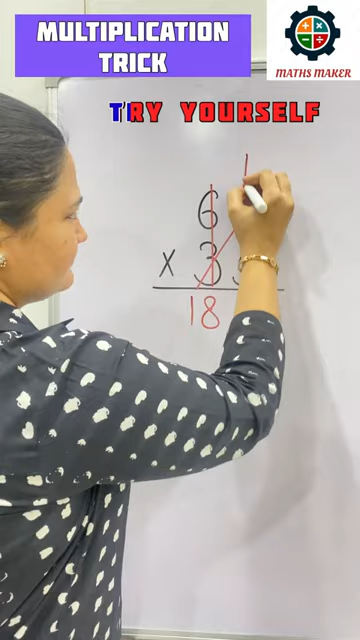 MULTIPLICATION
TRICK
MATHS MAKER
TRY YOURSELF
6
x 3
18